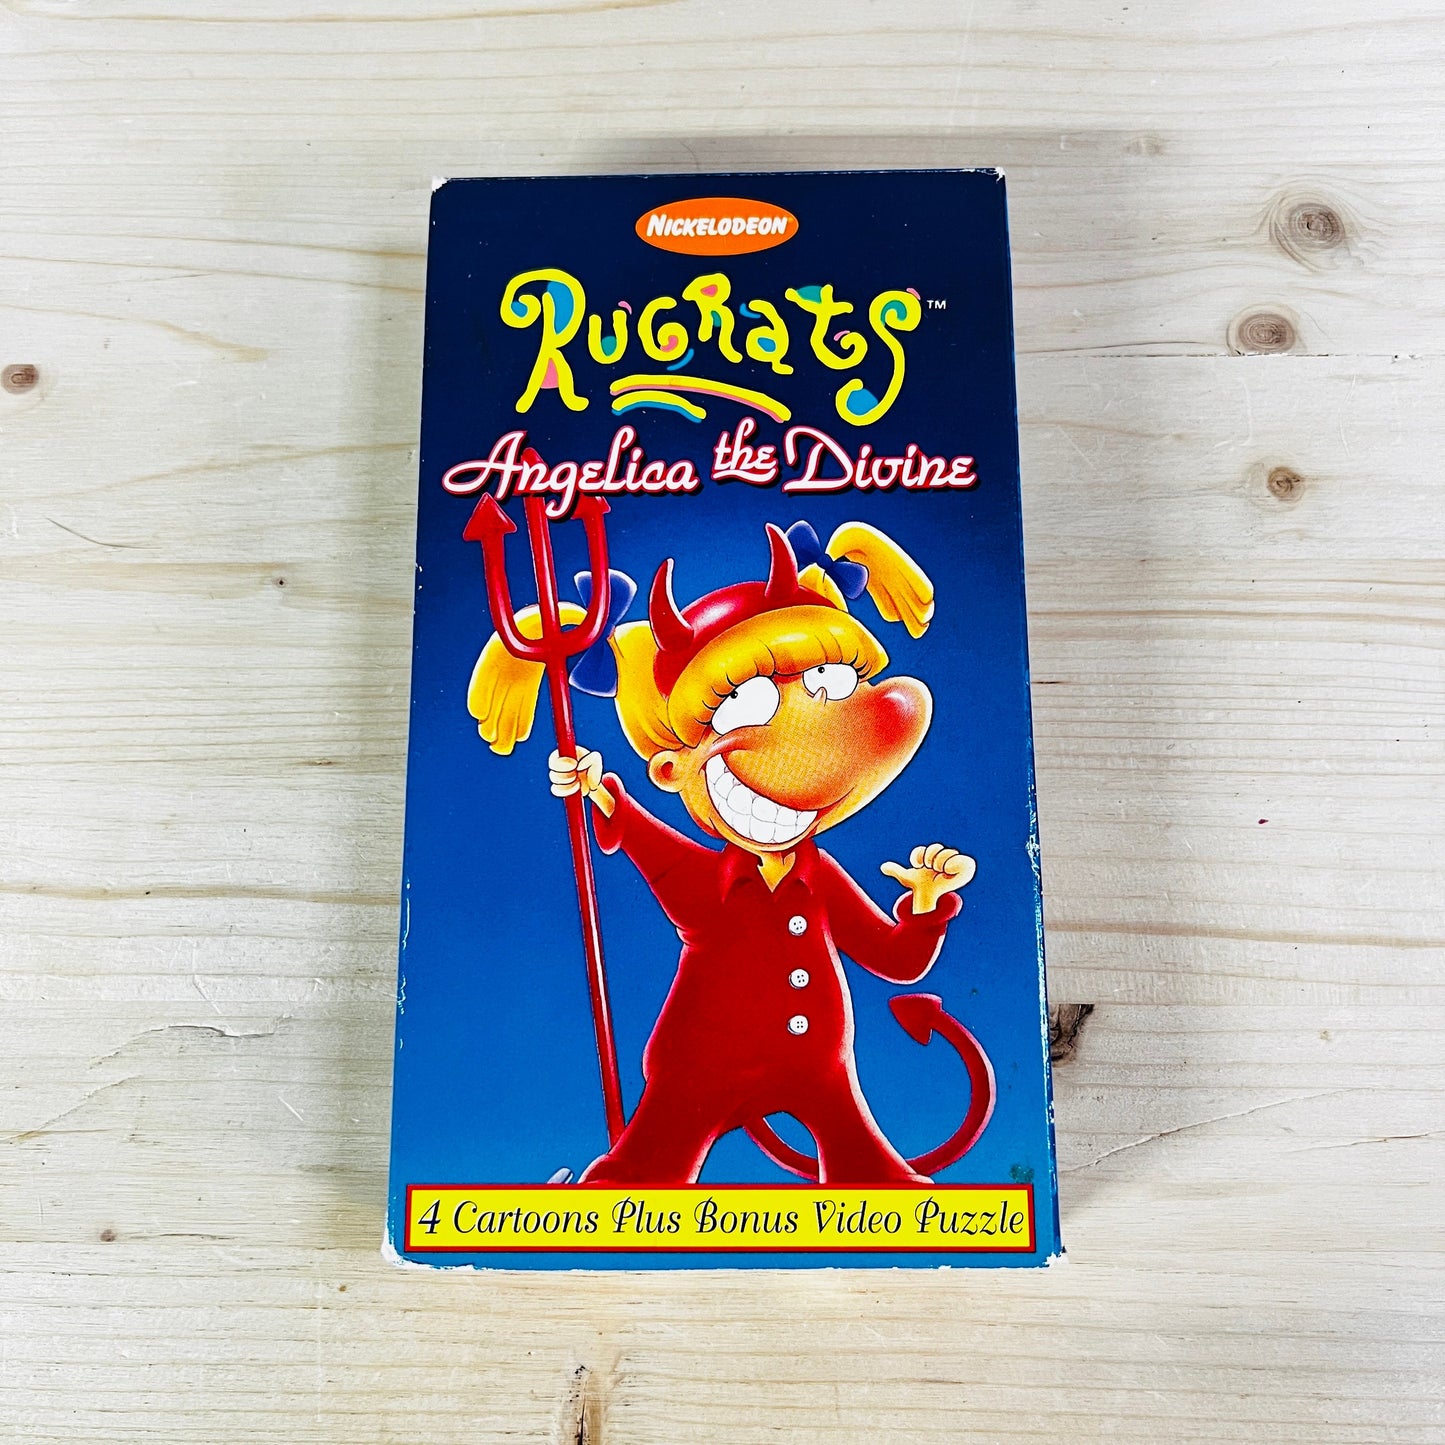 NICKELODEON
RUGRATS™
Angelica the Divine
4 Cartoons Plus Bonus Video Puzzle